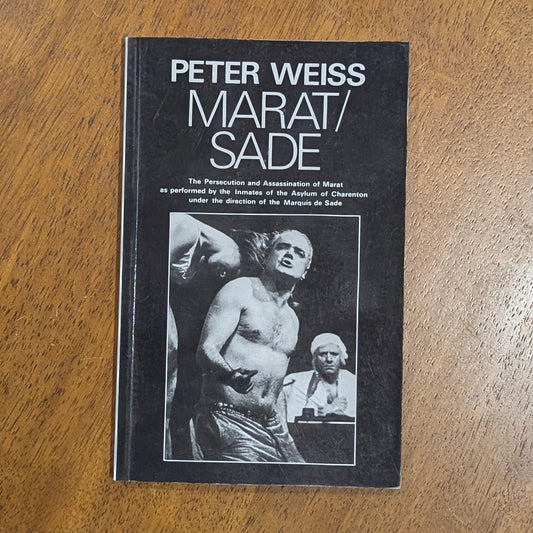 PETER WEISS
MARAT/
SADE
The Persecution and Assassination of Marat
as performed by the Inmates of the Asylum of Charenton
under the direction of the Marquis de Sade